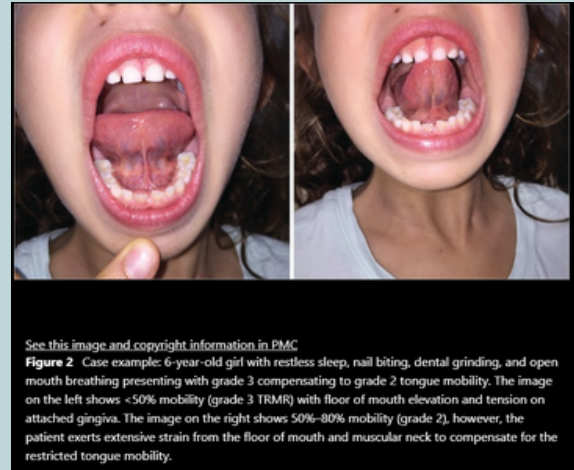 See this image and copyright information in PMC
Figure 2 Case example: 6-year-old girl with restless sleep, nail biting, dental grinding, and open
mouth breathing presenting with grade 3 compensating to grade 2 tongue mobility. The image
on the left shows <50% mobility (grade 3 TRMR) with floor of mouth elevation and tension on
attached gingiva. The image on the right shows 50%–80% mobility (grade 2), however, the
patient exerts extensive strain from the floor of mouth and muscular neck to compensate for the
restricted tongue mobility.